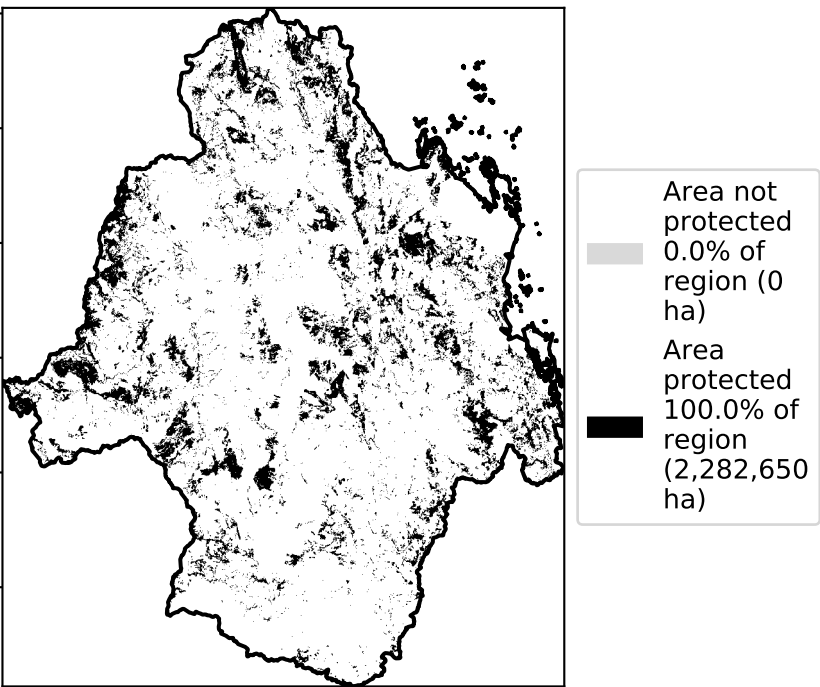 Area not
protected
0.0% of
region (0
ha)
Area
protected
100.0% of
region
(2,282,650
ha)